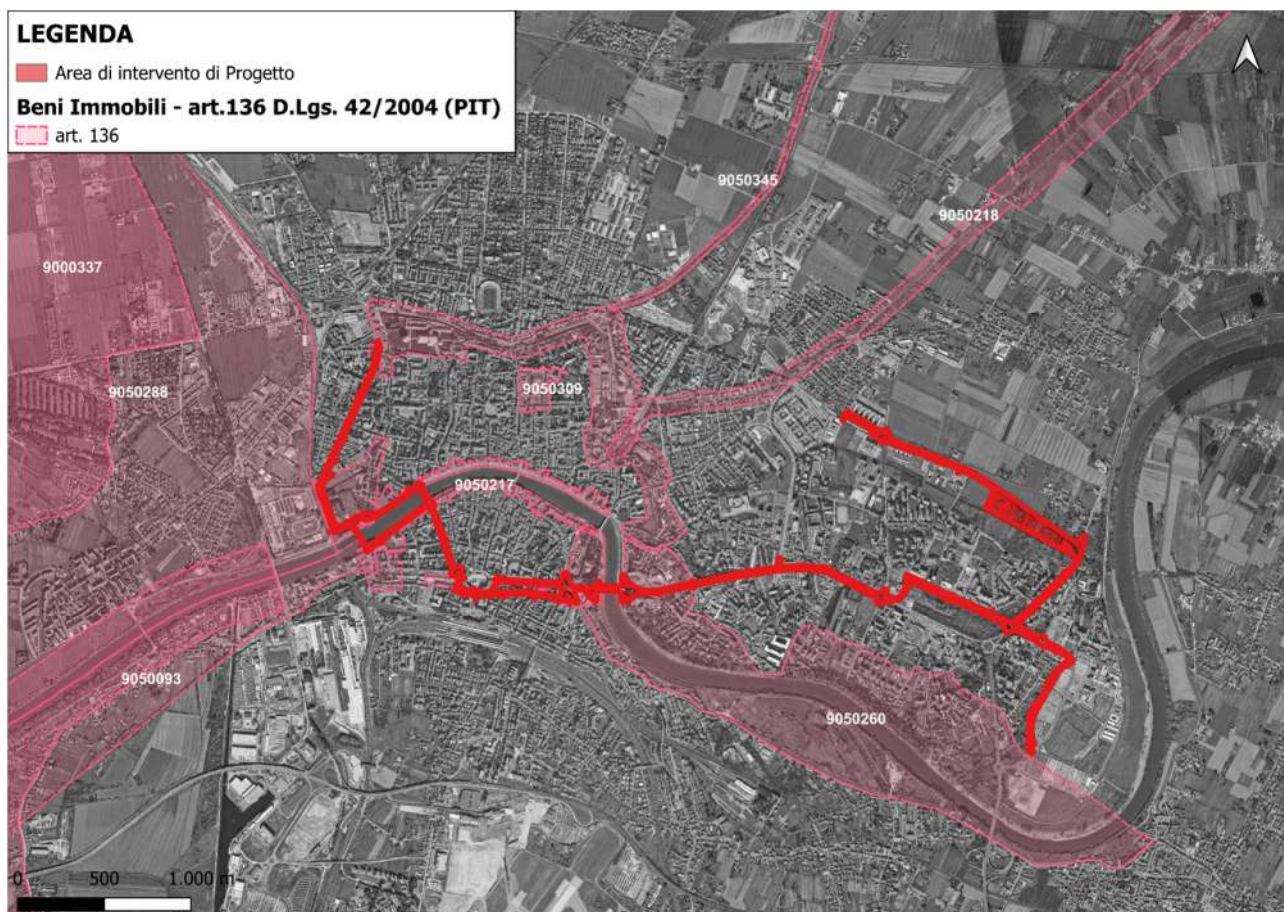 LEGENDA
Area di intervento di Progetto
Beni Immobili - art.136 D.Lgs. 42/2004 (PIT)
art. 136
9050345
9050218
9000337
9050288
9050309
9050217
9050093
9050260
0 500 1.000 m